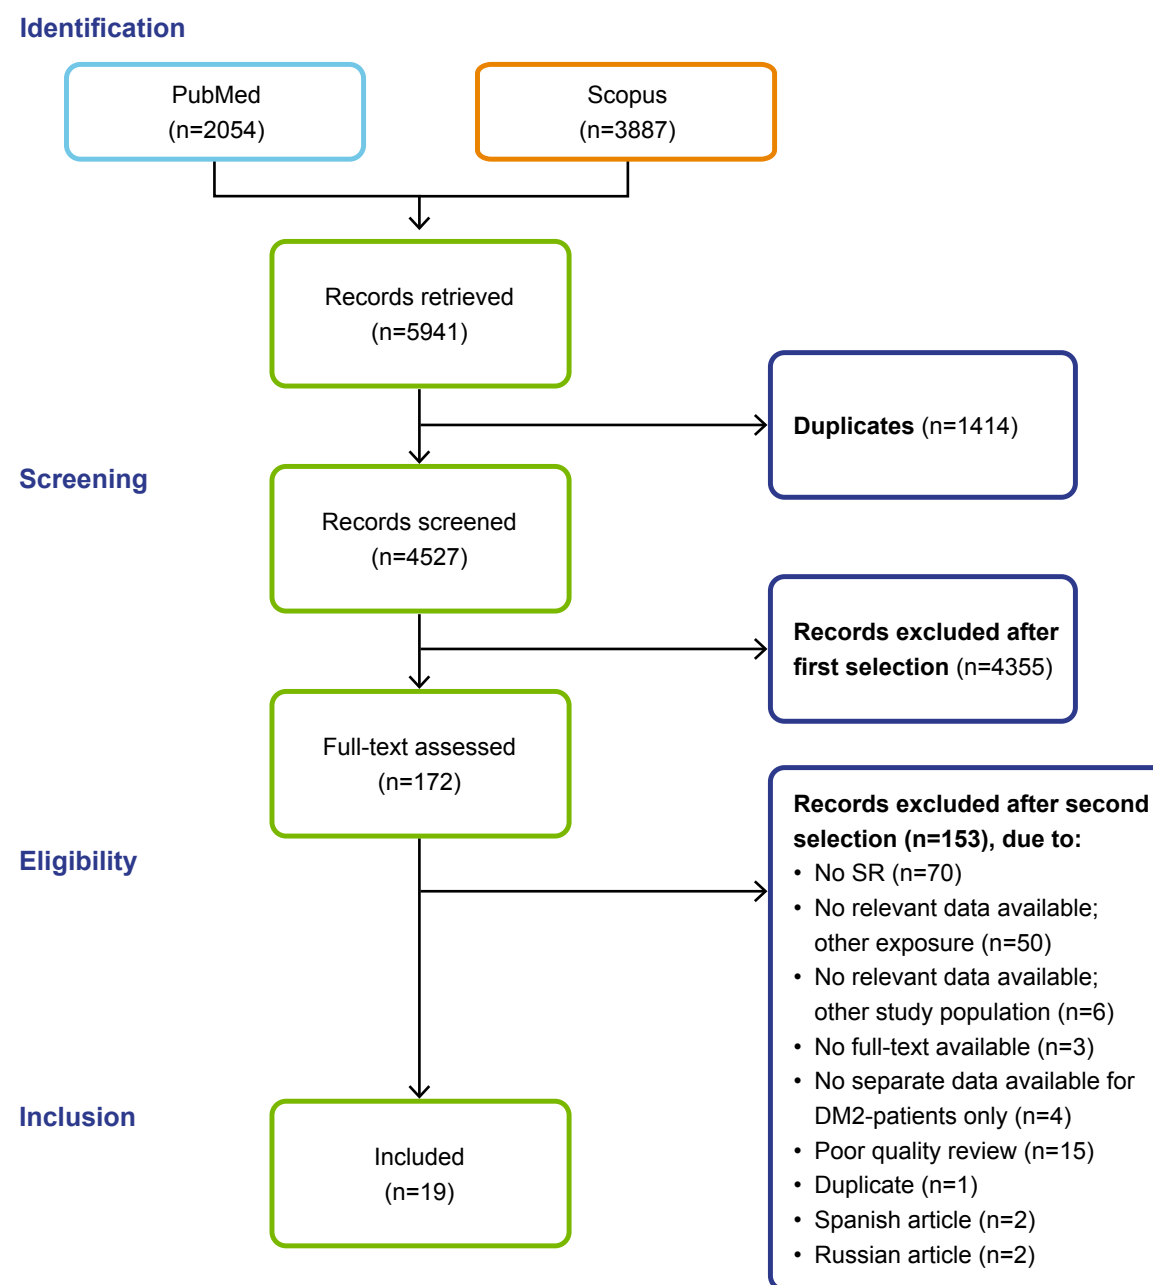 Identification
PubMed
(n=2054)
Scopus
(n=3887)
Records retrieved
(n=5941)
Duplicates (n=1414)
Screening
Records screened
(n=4527)
Records excluded after
first selection (n=4355)
Full-text assessed
(n=172)
Records excluded after second
selection (n=153), due to:
• No SR (n=70)
• No relevant data available;
other exposure (n=50)
• No relevant data available;
other study population (n=6)
• No full-text available (n=3)
• No separate data available for
DM2-patients only (n=4)
• Poor quality review (n=15)
• Duplicate (n=1)
• Spanish article (n=2)
• Russian article (n=2)
Eligibility
Inclusion
Included
(n=19)